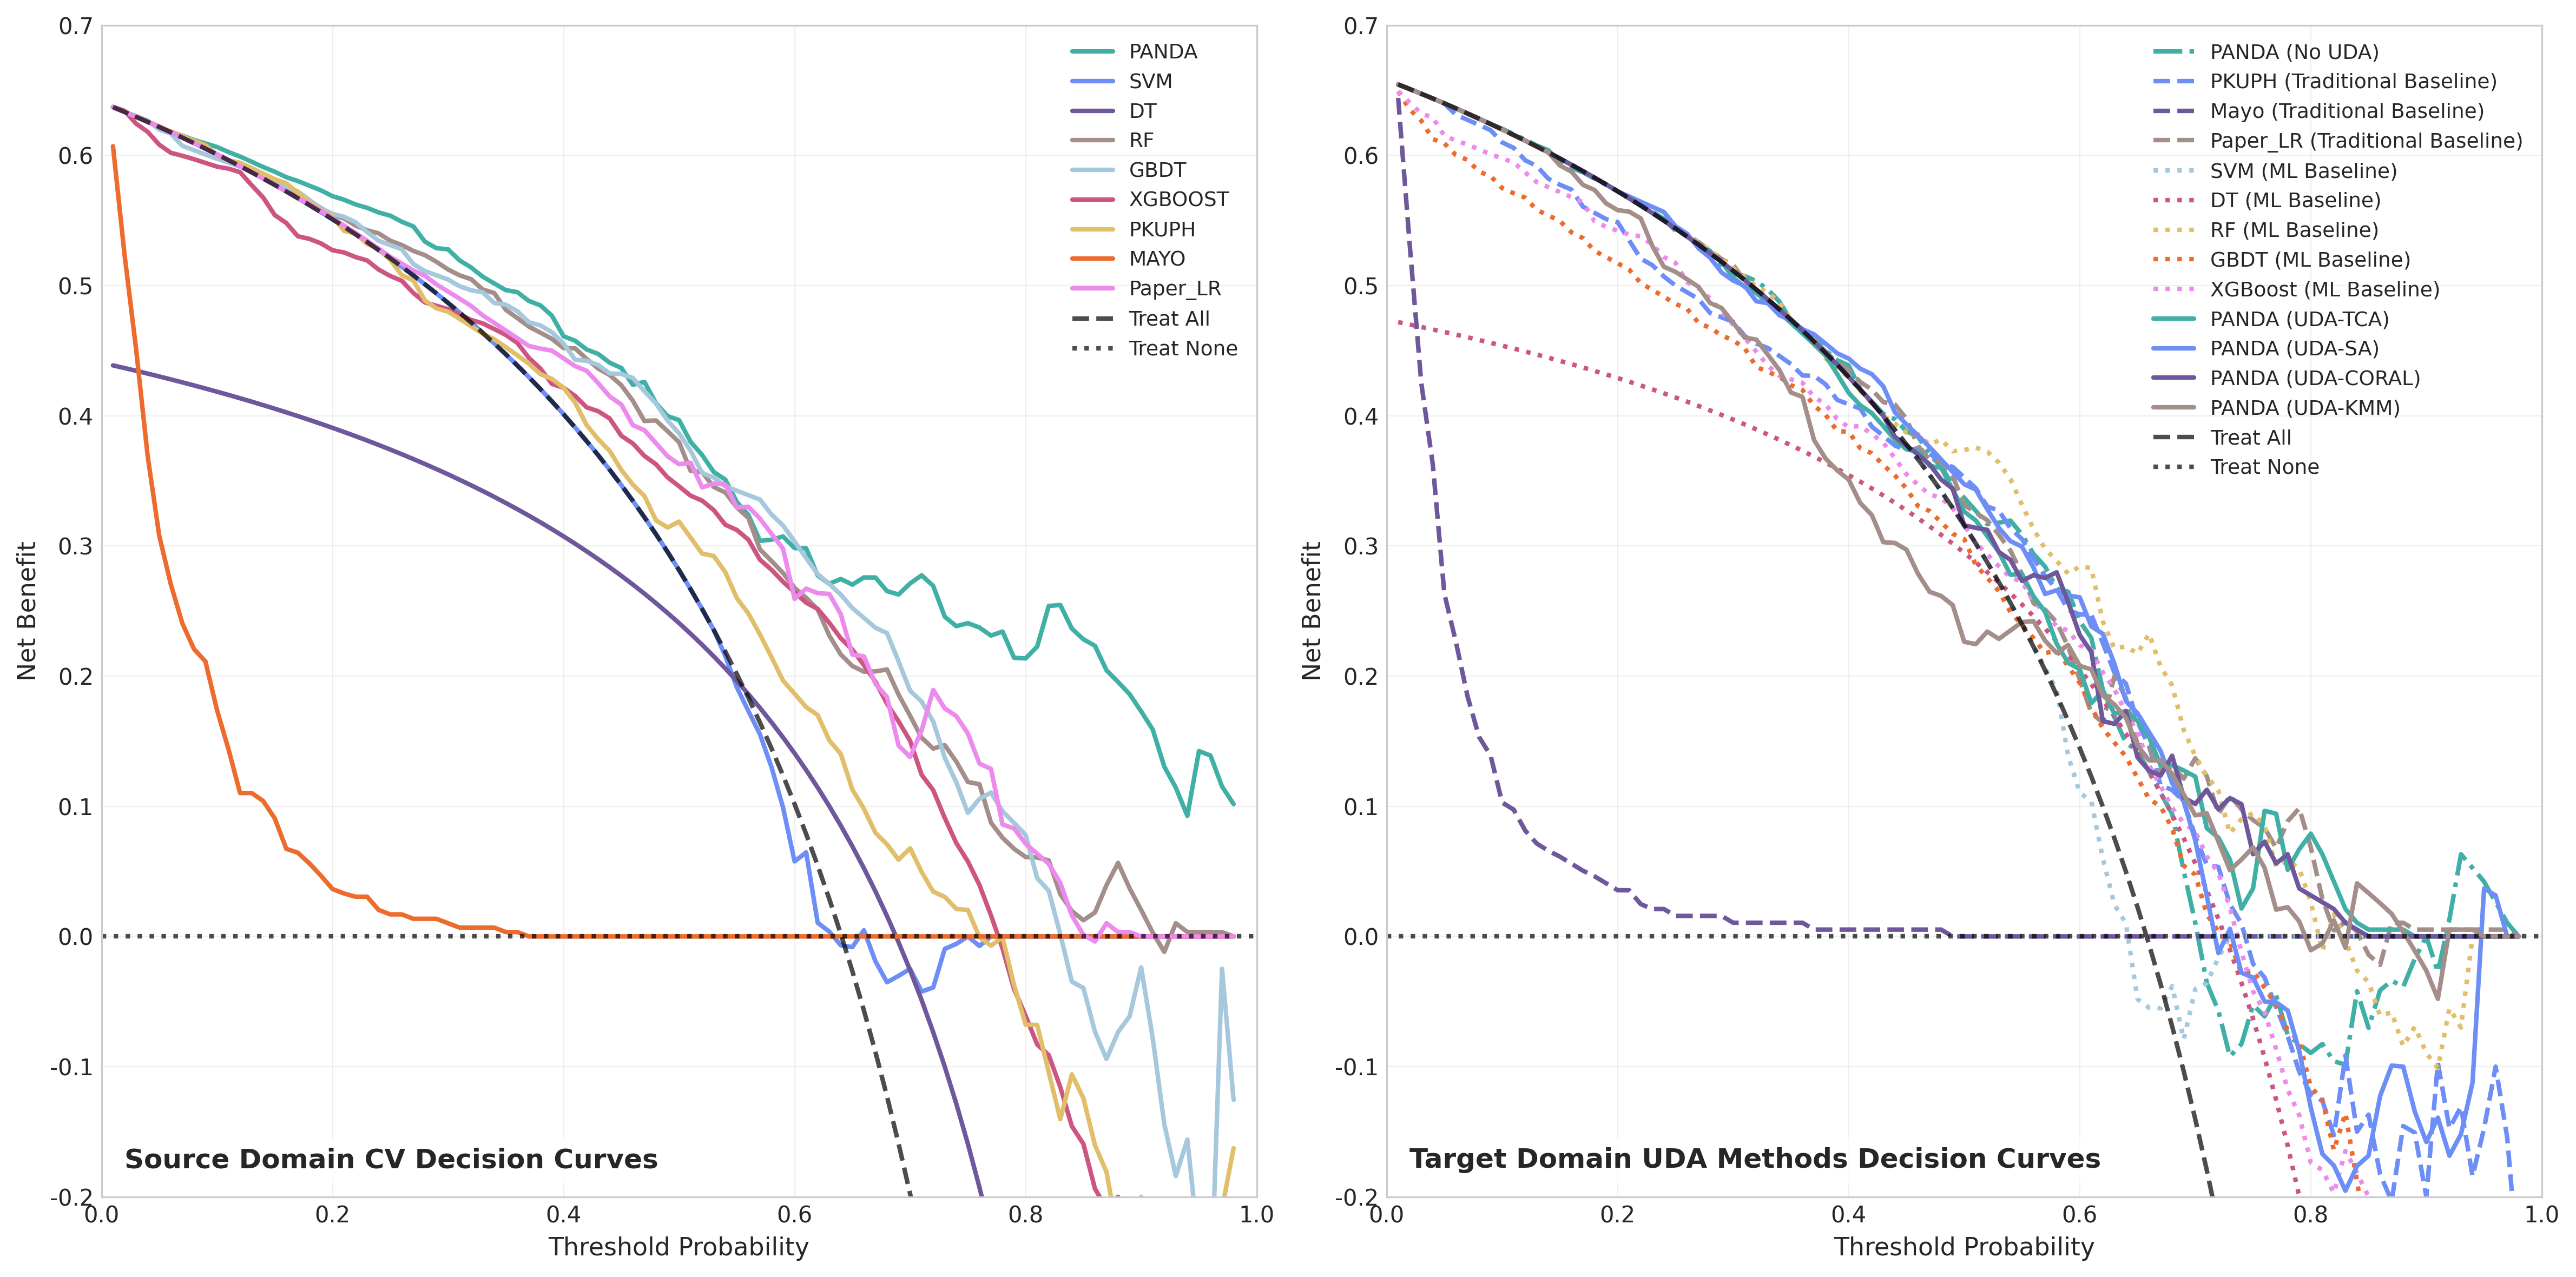 0.7
0.6
0.5
0.4
0.3
0.2
0.1
0.0
-0.1
-0.2
Net Benefit
0.0
0.2
0.4
0.6
0.8
1.0
Threshold Probability
PANDA
SVM
DT
RF
GBDT
XGBOOST
PKUPH
MAYO
Paper_LR
Treat All
Treat None
Source Domain CV Decision Curves
0.7
0.6
0.5
0.4
0.3
0.2
0.1
0.0
-0.1
-0.2
Net Benefit
0.0
0.2
0.4
0.6
0.8
1.0
Threshold Probability
PANDA (No UDA)
PKUPH (Traditional Baseline)
Mayo (Traditional Baseline)
Paper_LR (Traditional Baseline)
SVM (ML Baseline)
DT (ML Baseline)
RF (ML Baseline)
GBDT (ML Baseline)
XGBoost (ML Baseline)
PANDA (UDA-TCA)
PANDA (UDA-SA)
PANDA (UDA-CORAL)
PANDA (UDA-KMM)
Treat All
Treat None
Target Domain UDA Methods Decision Curves